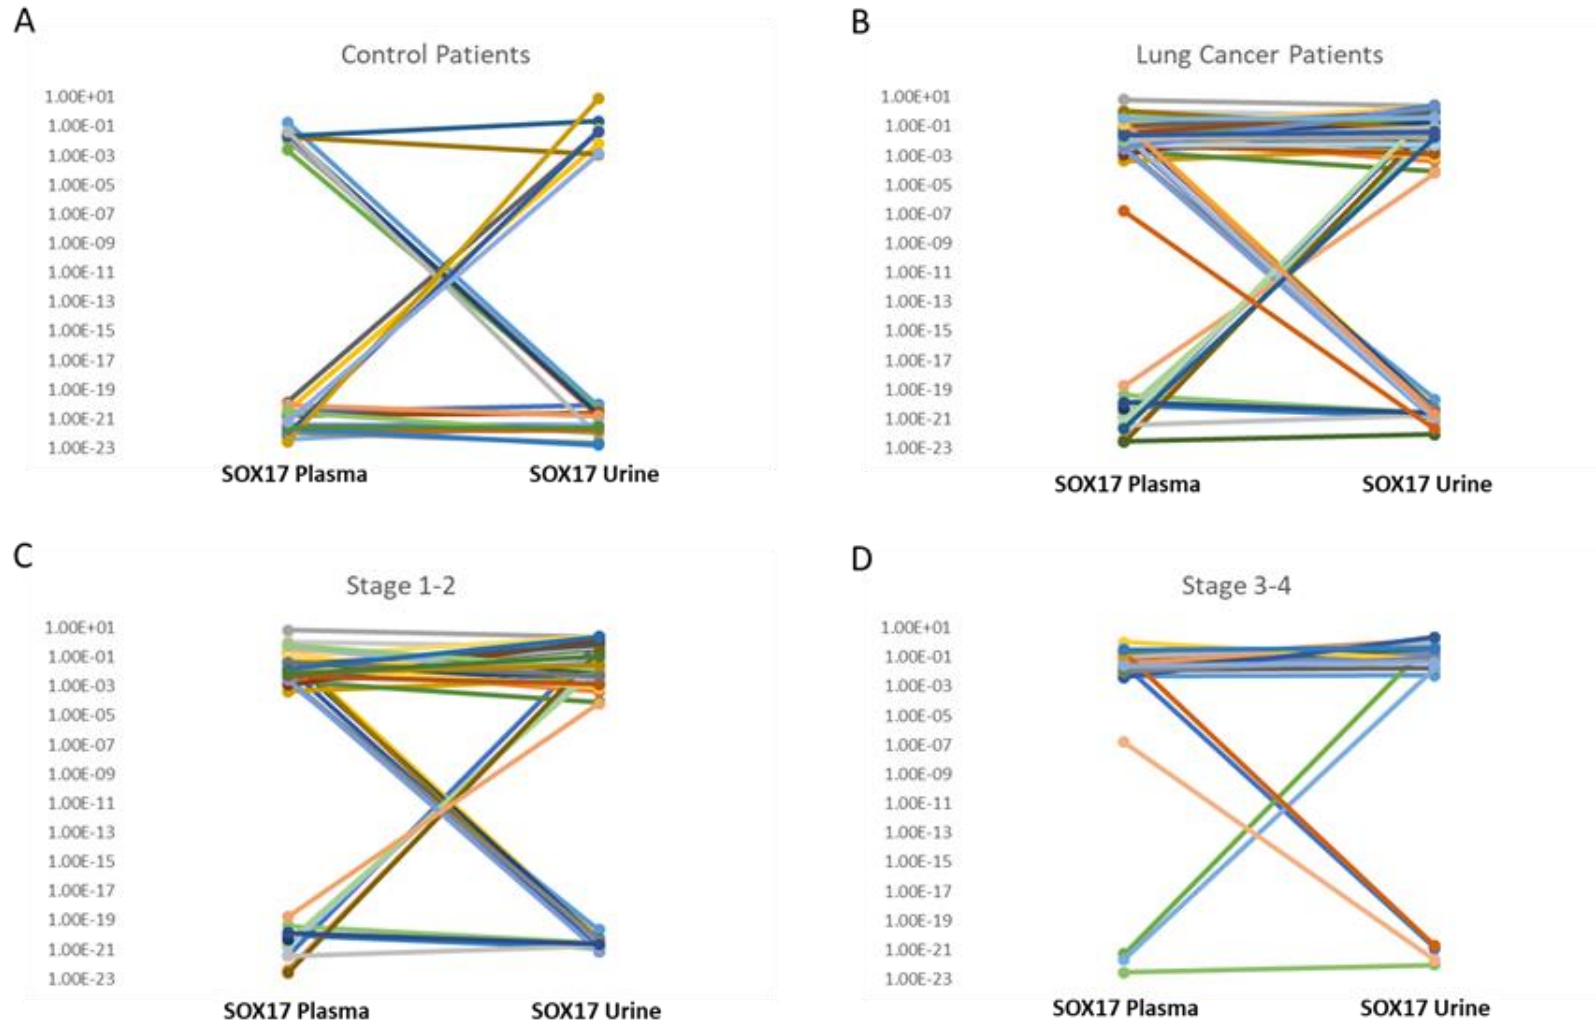 A
Control Patients
1.00E+01
1.00E-01
1.00E-03
1.00E-05
1.00E-07
1.00E-09
1.00E-11
1.00E-13
1.00E-15
1.00E-17
1.00E-19
1.00E-21
1.00E-23
SOX17 Plasma SOX17 Urine
B
Lung Cancer Patients
1.00E+01
1.00E-01
1.00E-03
1.00E-05
1.00E-07
1.00E-09
1.00E-11
1.00E-13
1.00E-15
1.00E-17
1.00E-19
1.00E-21
1.00E-23
SOX17 Plasma SOX17 Urine
C
Stage 1-2
1.00E+01
1.00E-01
1.00E-03
1.00E-05
1.00E-07
1.00E-09
1.00E-11
1.00E-13
1.00E-15
1.00E-17
1.00E-19
1.00E-21
1.00E-23
SOX17 Plasma SOX17 Urine
D
Stage 3-4
1.00E+01
1.00E-01
1.00E-03
1.00E-05
1.00E-07
1.00E-09
1.00E-11
1.00E-13
1.00E-15
1.00E-17
1.00E-19
1.00E-21
1.00E-23
SOX17 Plasma SOX17 Urine